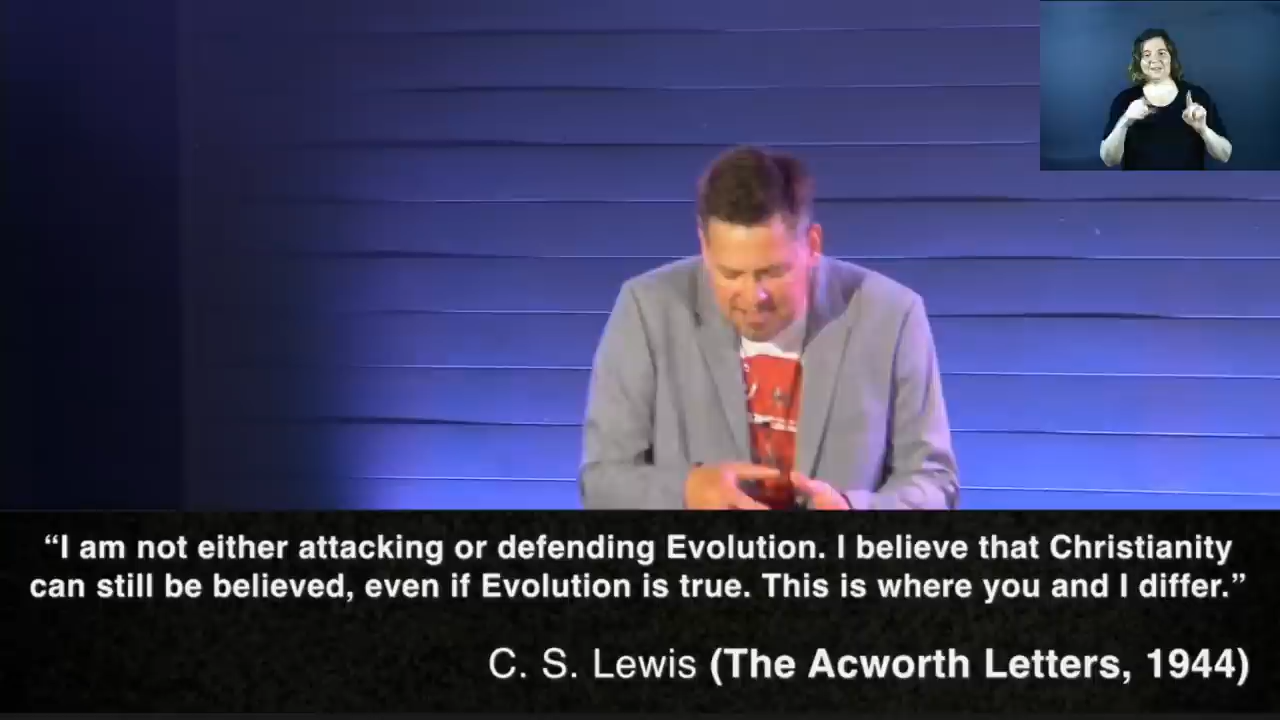 “I am not either attacking or defending Evolution. I believe that Christianity
can still be believed, even if Evolution is true. This is where you and I differ.”
C. S. Lewis (The Acworth Letters, 1944)